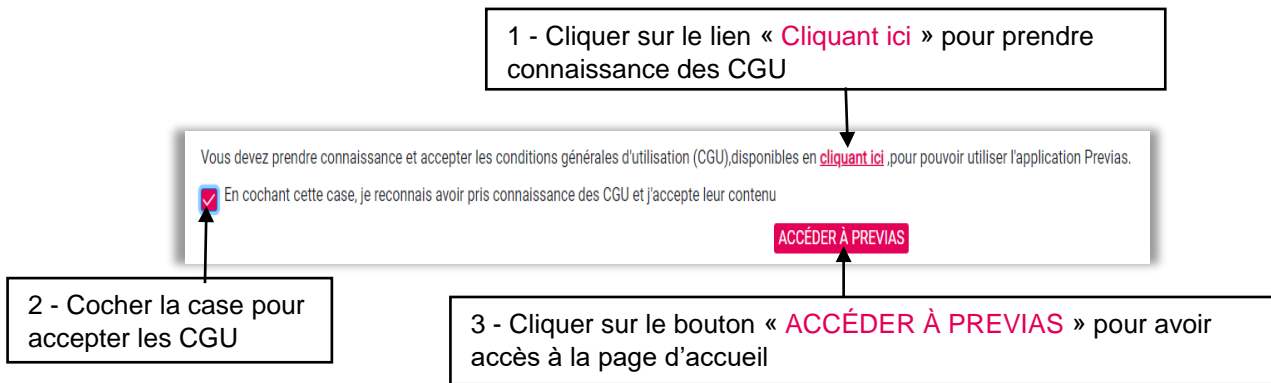 1 - Cliquer sur le lien « Cliquant ici » pour prendre
connaissance des CGU
Vous devez prendre connaissance et accepter les conditions générales d'utilisation (CGU),disponibles en cliquant ici ,pour pouvoir utiliser l'application Previas.
En cochant cette case, je reconnais avoir pris connaissance des CGU et j'accepte leur contenu
ACCÉDER À PREVIAS
2 - Cocher la case pour
accepter les CGU
3 - Cliquer sur le bouton « ACCÉDER À PREVIAS » pour avoir
accès à la page d’accueil